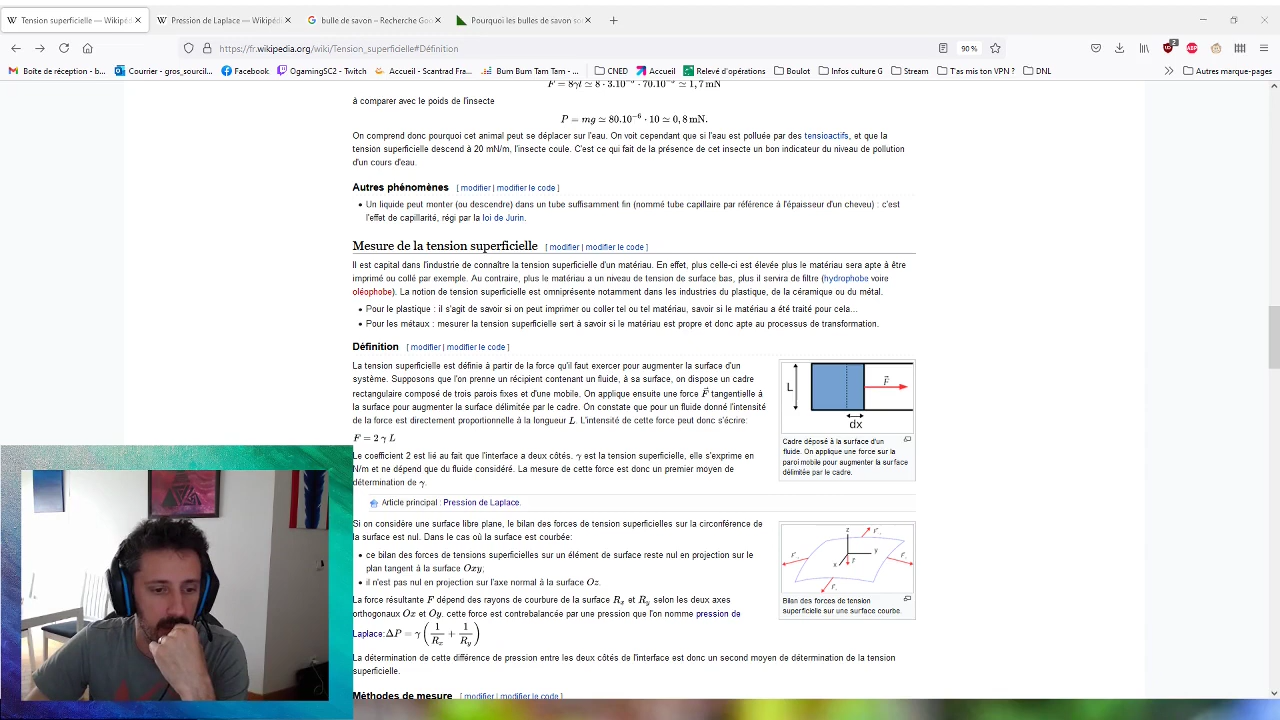 Tension superficielle — Wikipéd
Pression de Laplace — Wikipédi
bulle de savon – Recherche Goo
Pourquoi les bulles de savon so
https://fr.wikipedia.org/wiki/Tension_superficielle#Définition
90 %
2
ABP
Boîte de réception - b...
Courrier - gros_sourcil...
Facebook
OgamingSC2 - Twitch
Accueil - Scantrad Fran...
Bum Bum Tam Tam - ...
CNED
Accueil
Relevé d'opérations
Boulot
Infos culture G
Stream
T'as mis ton VPN ?
DNL
Autres marque-pages
à comparer avec le poids de l'insecte
P = mg ≃ 80.10⁻⁶ · 10 ≃ 0,8 mN.
On comprend donc pourquoi cet animal peut se déplacer sur l'eau. On voit cependant que si l'eau est polluée par des tensioactifs, et que la
tension superficielle descend à 20 mN/m, l'insecte coule. C'est ce qui fait de la présence de cet insecte un bon indicateur du niveau de pollution
d'un cours d'eau.
Autres phénomènes [ modifier | modifier le code ]
• Un liquide peut monter (ou descendre) dans un tube suffisamment fin (nommé tube capillaire par référence à l'épaisseur d'un cheveu) : c'est
l'effet de capillarité, régi par la loi de Jurin.
Mesure de la tension superficielle [ modifier | modifier le code ]
Il est capital dans l'industrie de connaître la tension superficielle d'un matériau. En effet, plus celle-ci est élevée plus le matériau sera apte à être
imprimé ou collé par exemple. Au contraire, plus le matériau a un niveau de tension de surface bas, plus il servira de filtre (hydrophobe voire
oléophobe). La notion de tension superficielle est omniprésente notamment dans les industries du plastique, de la céramique ou du métal.
• Pour le plastique : il s'agit de savoir si on peut imprimer ou coller tel ou tel matériau, savoir si le matériau a été traité pour cela...
• Pour les métaux : mesurer la tension superficielle sert à savoir si le matériau est propre et donc apte au processus de transformation.
Définition [ modifier | modifier le code ]
La tension superficielle est définie à partir de la force qu'il faut exercer pour augmenter la surface d'un
système. Supposons que l'on prenne un récipient contenant un fluide, à sa surface, on dispose un cadre
rectangulaire composé de trois parois fixes et d'une mobile. On applique ensuite une force F⃗ tangentielle à
la surface pour augmenter la surface délimitée par le cadre. On constate que pour un fluide donné l'intensité
de la force est directement proportionnelle à la longueur L. L'intensité de cette force peut donc s'écrire:
F = 2 γ L
Le coefficient 2 est lié au fait que l'interface a deux côtés. γ est la tension superficielle, elle s'exprime en
N/m et ne dépend que du fluide considéré. La mesure de cette force est donc un premier moyen de
détermination de γ.
L
F⃗
dx
Cadre déposé à la surface d'un
fluide. On applique une force sur la
paroi mobile pour augmenter la surface
délimitée par le cadre.
Article principal : Pression de Laplace.
Si on considère une surface libre plane, le bilan des forces de tension superficielles sur la circonférence de
la surface est nul. Dans le cas où la surface est courbée:
• ce bilan des forces de tensions superficielles sur un élément de surface reste nul en projection sur le
plan tangent à la surface Oxy;
• il n'est pas nul en projection sur l'axe normal à la surface Oz.
La force résultante F dépend des rayons de courbure de la surface Rx et Ry selon les deux axes
orthogonaux Ox et Oy, cette force est contrebalancée par une pression que l'on nomme pression de
Laplace: ΔP = γ (1/Rx + 1/Ry)
z
y
x
Bilan des forces de tension
superficielle sur une surface courbe.
La détermination de cette différence de pression entre les deux côtés de l'interface est donc un second moyen de détermination de la tension
superficielle.
Méthodes de mesure [ modifier | modifier le code ]